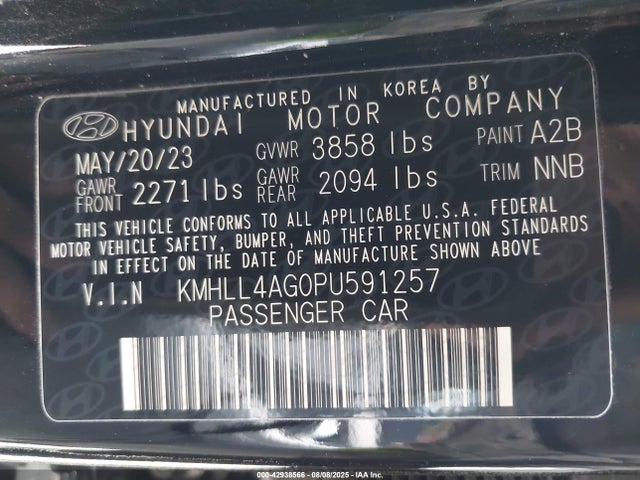 MANUFACTURED IN KOREA BY
HYUNDAI MOTOR COMPANY
MAY/20/23 GVWR 3858 lbs PAINT A2B
GAWR FRONT 2271 lbs GAWR REAR 2094 lbs TRIM NNB
THIS VEHICLE CONFORMS TO ALL APPLICABLE U.S.A. FEDERAL
MOTOR VEHICLE SAFETY, BUMPER, AND THEFT PREVENTION STANDARDS
IN EFFECT ON THE DATE OF MANUFACTURE SHOWN ABOVE
V.I.N KMHLL4AG0PU591257
PASSENGER CAR
000-42938566 - 08/08/2025 - IAA Inc.